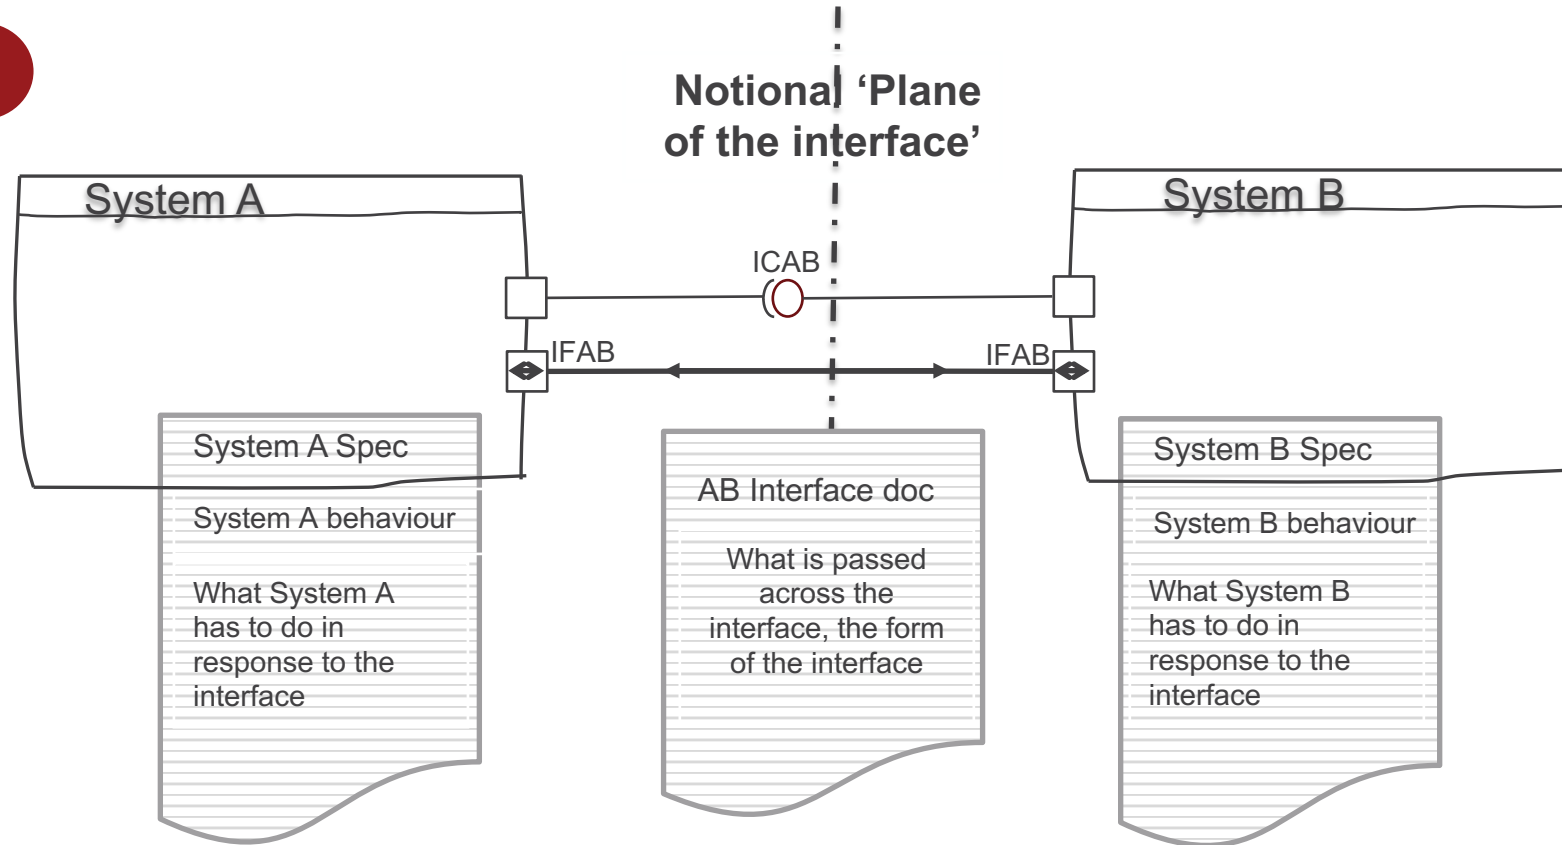 Notional ‘Plane
of the interface’
System A
System B
ICAB
IFAB
IFAB
System A Spec
System A behaviour
What System A
has to do in
response to the
interface
AB Interface doc
What is passed
across the
interface, the form
of the interface
System B Spec
System B behaviour
What System B
has to do in
response to the
interface